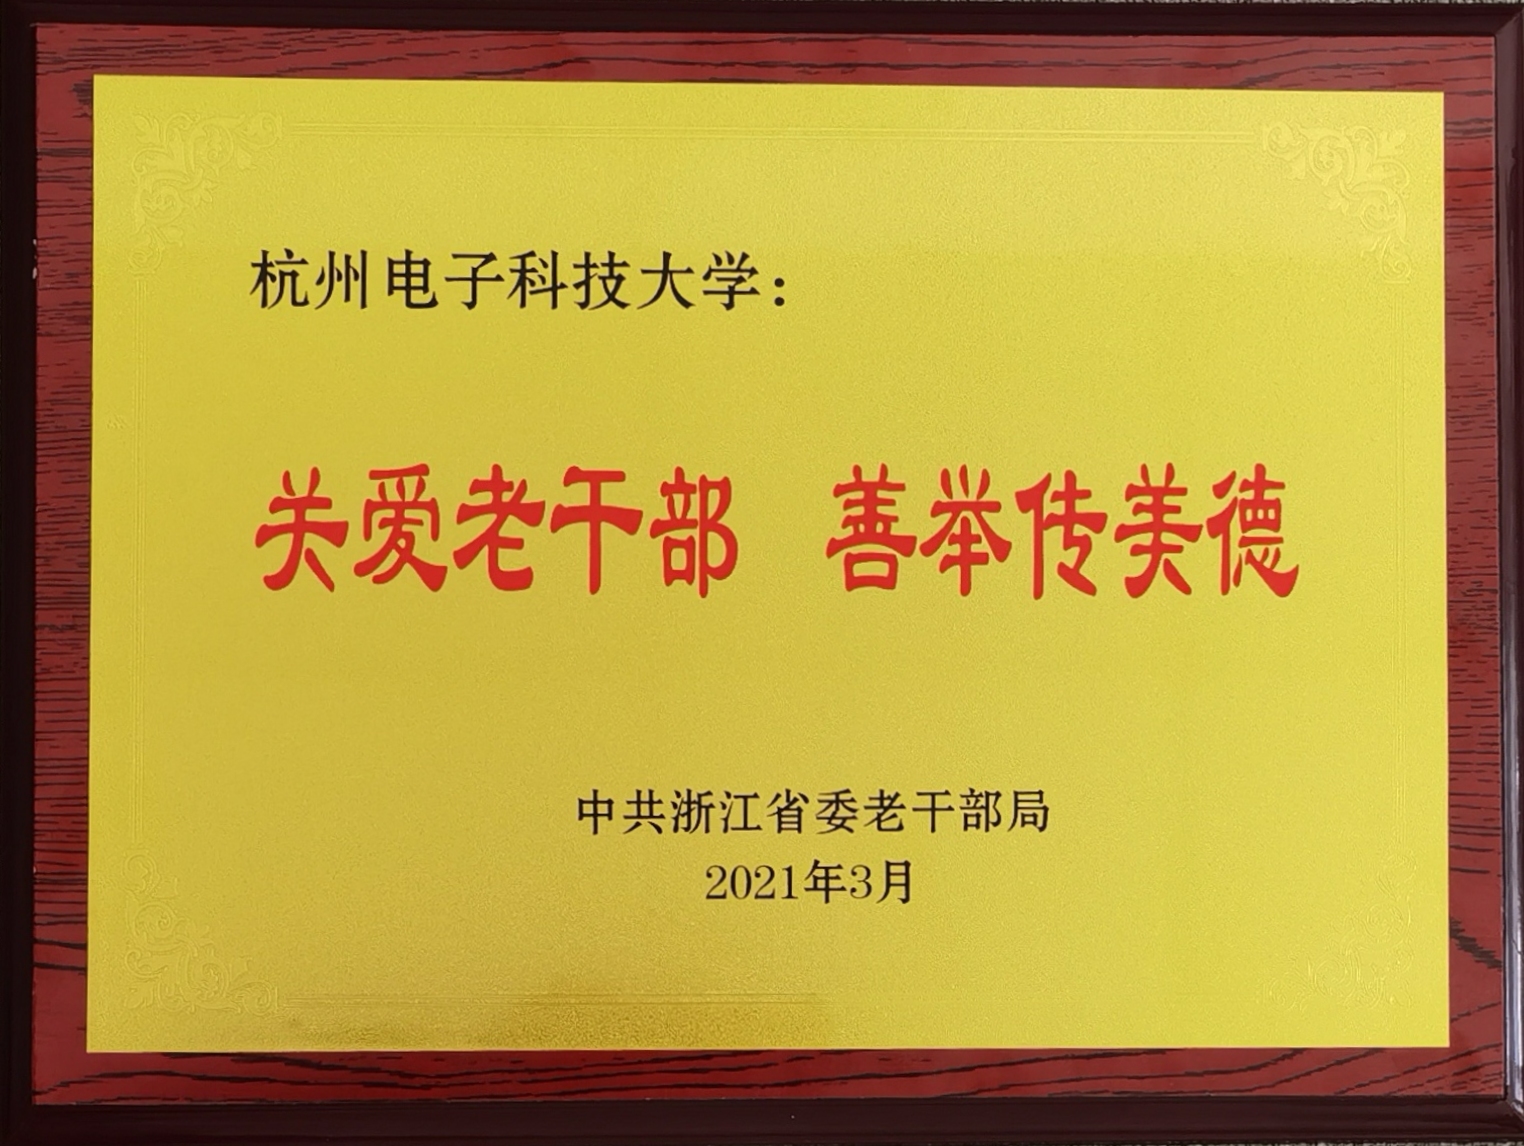 杭州电子科技大学：
关爱老干部 善举传美德
中共浙江省委老干部局
2021年3月